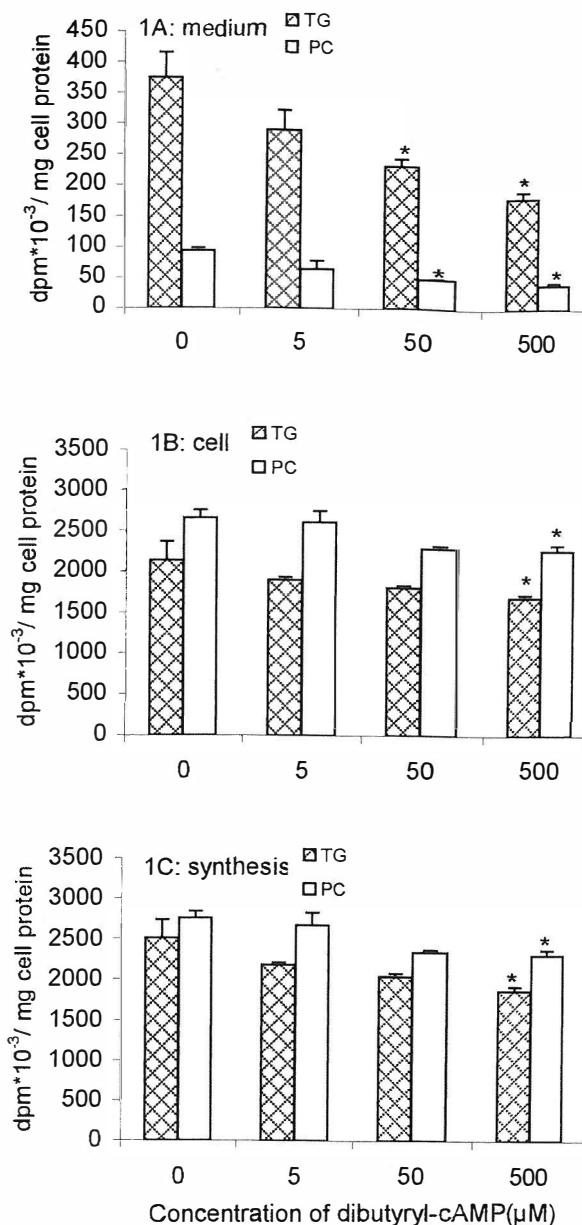 1A: medium
TG
PC
dpm*10⁻³/ mg cell protein
450
400
350
300
250
200
150
100
50
0
*
*
*
*
0 5 50 500
1B: cell
TG
PC
dpm*10⁻³/ mg cell protein
3500
3000
2500
2000
1500
1000
500
0
*
*
0 5 50 500
1C: synthesis
TG
PC
dpm*10⁻³/ mg cell protein
3500
3000
2500
2000
1500
1000
500
0
*
*
0 5 50 500
Concentration of dibutyryl-cAMP(µM)